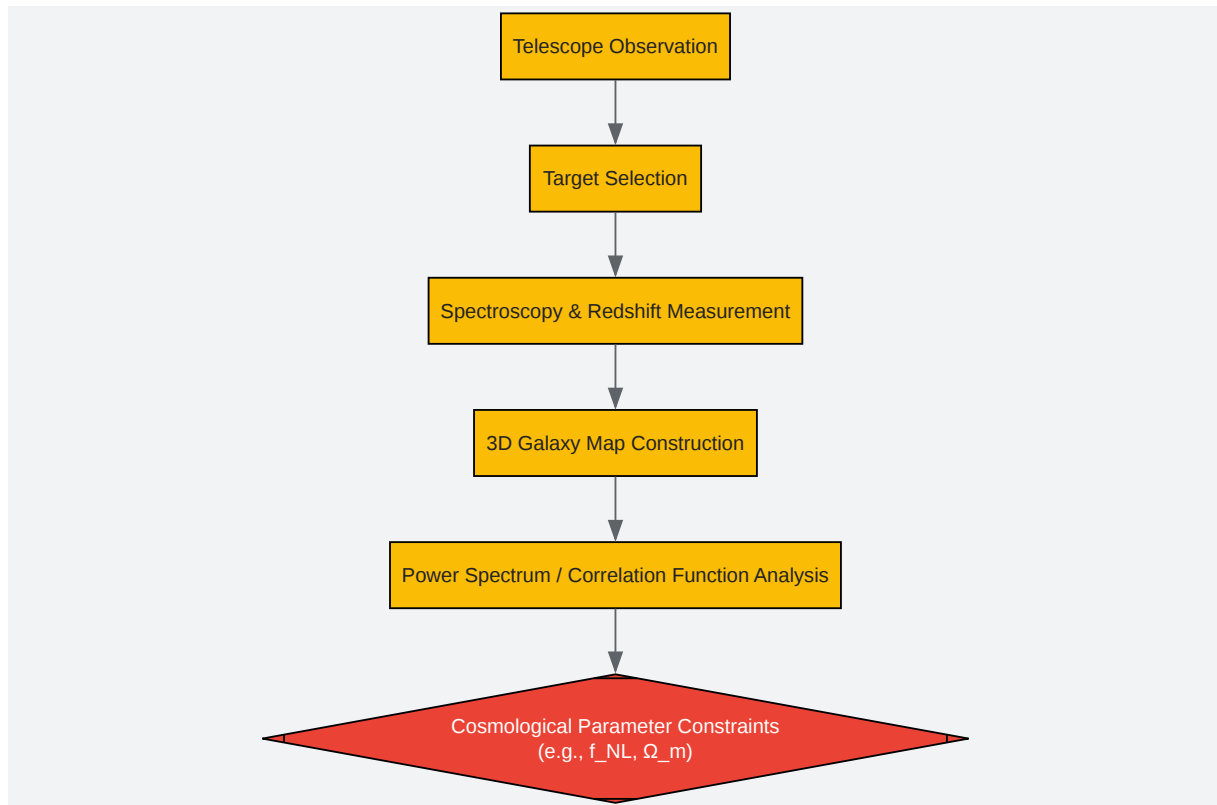 Telescope Observation
Target Selection
Spectroscopy & Redshift Measurement
3D Galaxy Map Construction
Power Spectrum / Correlation Function Analysis
Cosmological Parameter Constraints
(e.g., f_NL, Ω_m)